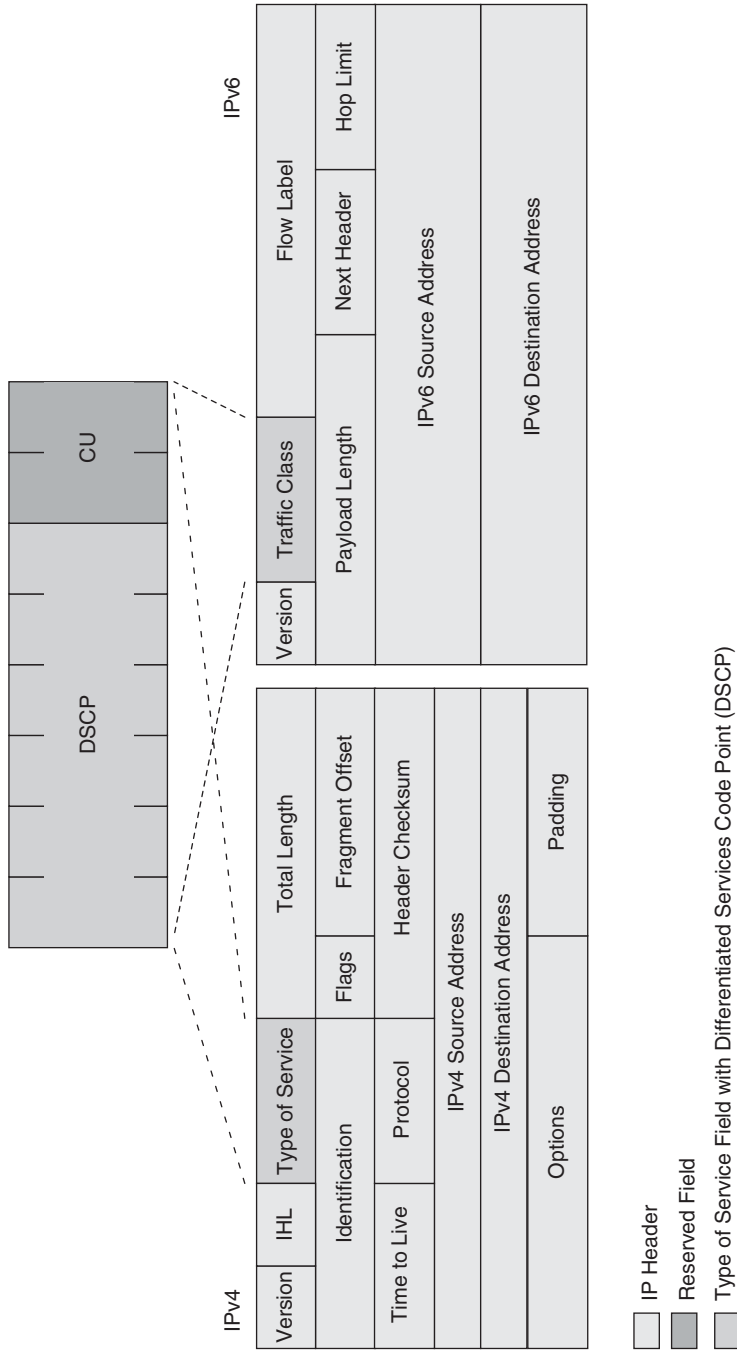 DSCP
CU
IPv4
IPv6
Version
IHL
Type of Service
Total Length
Identification
Flags
Fragment Offset
Time to Live
Protocol
Header Checksum
IPv4 Source Address
IPv4 Destination Address
Options
Padding
Version
Traffic Class
Flow Label
Payload Length
Next Header
Hop Limit
IPv6 Source Address
IPv6 Destination Address
IP Header
Reserved Field
Type of Service Field with Differentiated Services Code Point (DSCP)